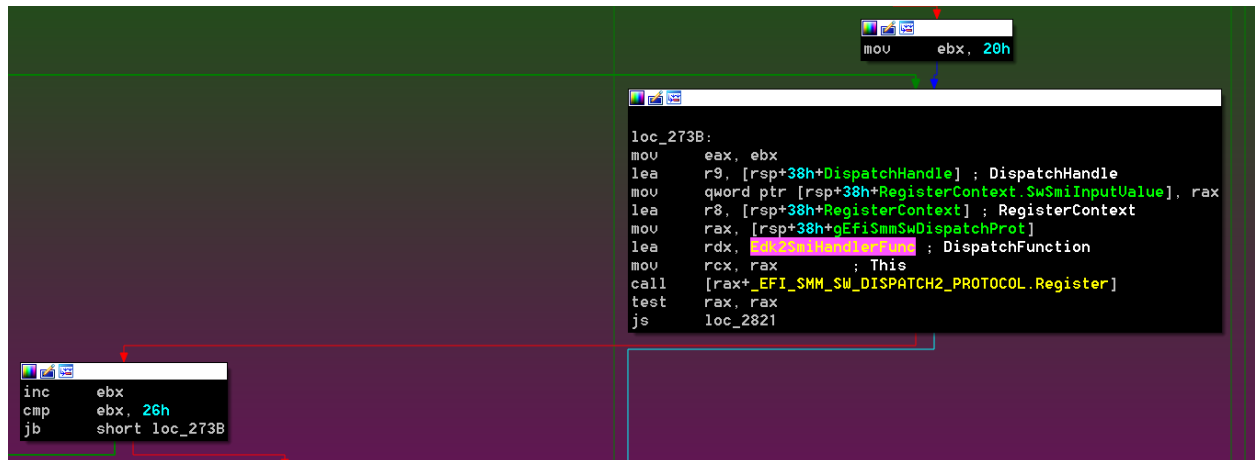 mov     ebx, 20h
loc_273B:
mov     eax, ebx
lea     r9, [rsp+38h+DispatchHandle] ; DispatchHandle
mov     qword ptr [rsp+38h+RegisterContext.SwSmiInputValue], rax
lea     r8, [rsp+38h+RegisterContext] ; RegisterContext
mov     rax, [rsp+38h+gEfiSmmSwDispatchProt]
lea     rdx, Edk2SmiHandlerFunc ; DispatchFunction
mov     rcx, rax        ; This
call    [rax+_EFI_SMM_SW_DISPATCH2_PROTOCOL.Register]
test    rax, rax
js      loc_2821
inc     ebx
cmp     ebx, 26h
jb      short loc_273B